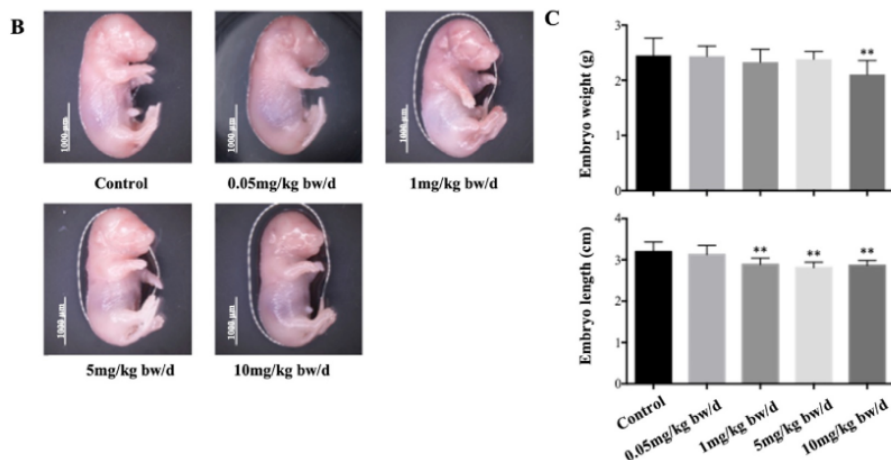 B
1000 μm
Control
1000 μm
0.05mg/kg bw/d
1000 μm
1mg/kg bw/d
1000 μm
5mg/kg bw/d
1000 μm
10mg/kg bw/d
C
Embryo weight (g)
3
2
1
0
**
Embryo length (cm)
4
3
2
1
0
**
**
**
Control
0.05mg/kg bw/d
1mg/kg bw/d
5mg/kg bw/d
10mg/kg bw/d